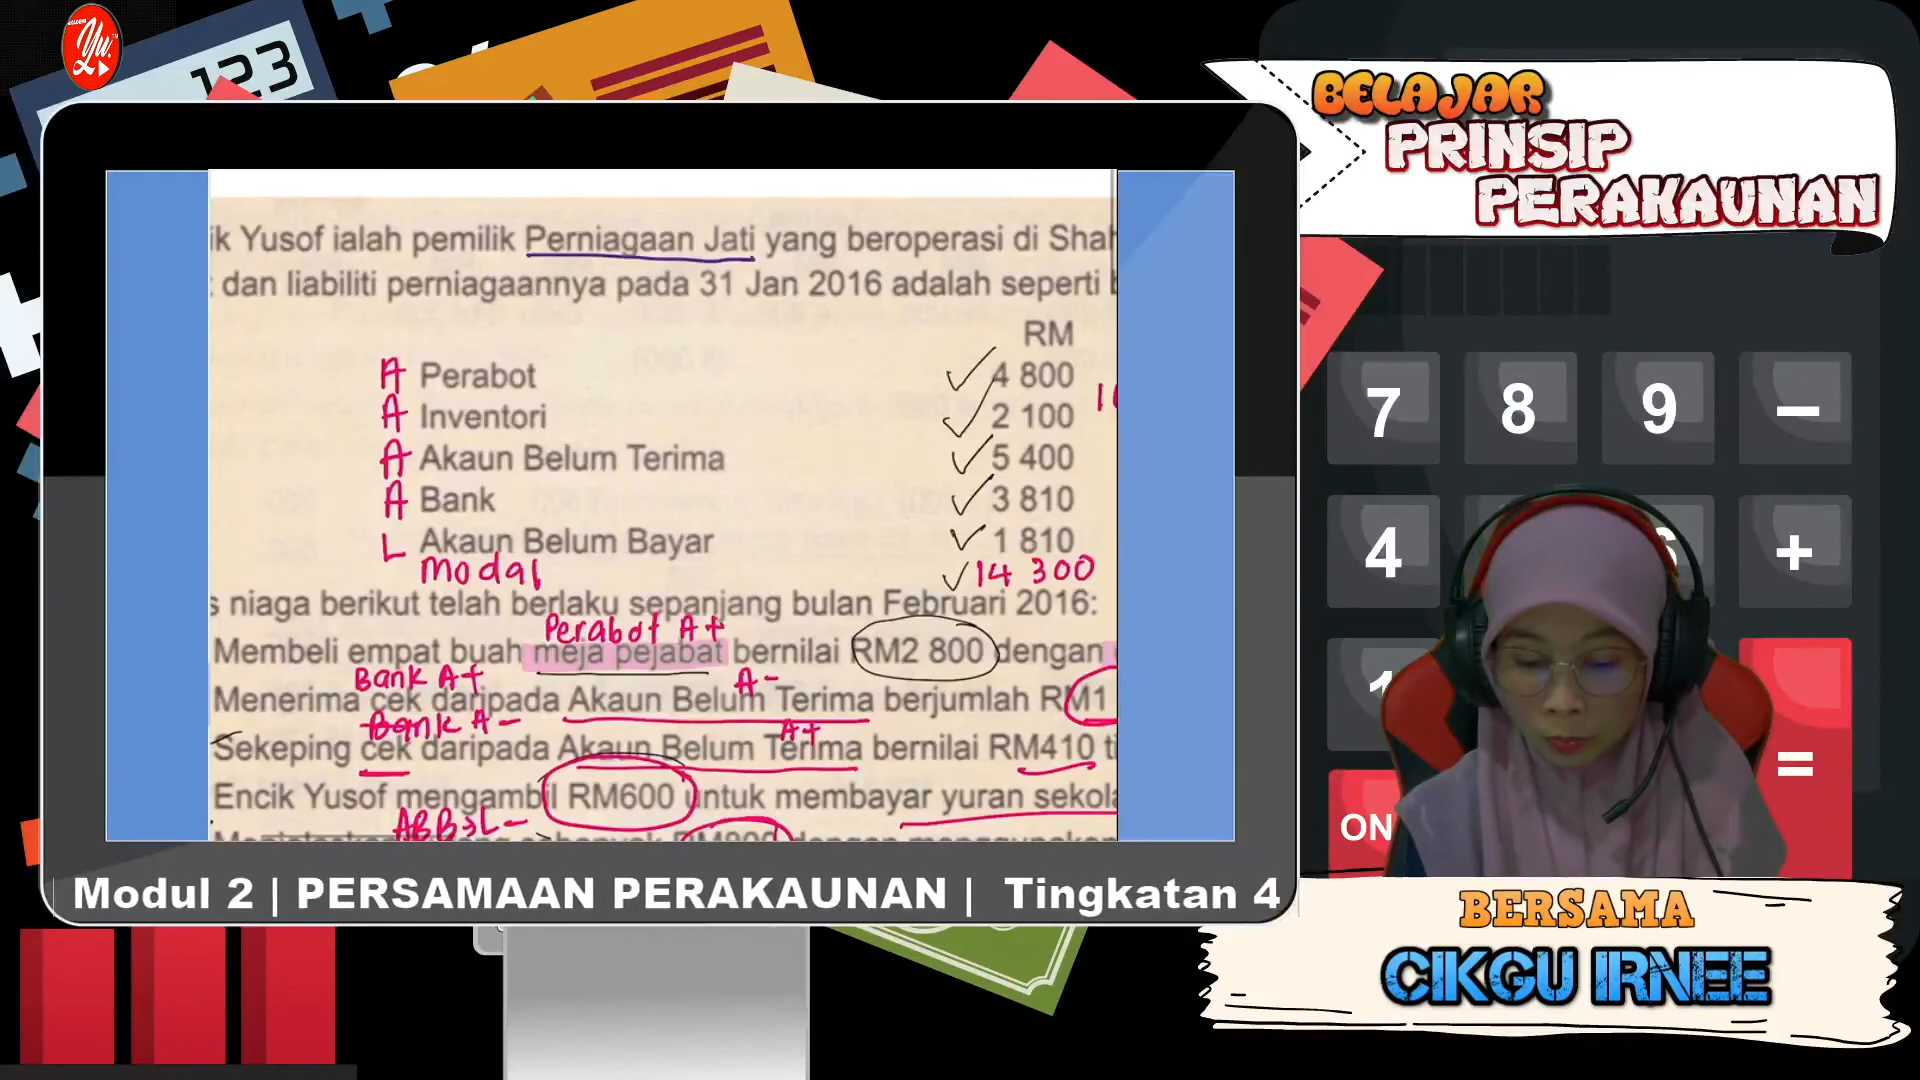 123
BELAJAR
PRINSIP
PERAKAUNAN
ik Yusof ialah pemilik Perniagaan Jati yang beroperasi di Shah
dan liabiliti perniagaannya pada 31 Jan 2016 adalah seperti
RM
A Perabot 4 800
A Inventori 2 100
A Akaun Belum Terima 5 400
A Bank 3 810
L Akaun Belum Bayar 1 810
Modal 14 300
s niaga berikut telah berlaku sepanjang bulan Februari 2016:
Perabot A+
Membeli empat buah meja pejabat bernilai RM2 800 dengan
Bank A+ A-
Menerima cek daripada Akaun Belum Terima berjumlah RM1
Bank A- A+
Sekeping cek daripada Akaun Belum Terima bernilai RM410 ti
Encik Yusof mengambil RM600 untuk membayar yuran sekola
ABB L-
7 8 9 −
4 6 +
1
ON =
Modul 2 | PERSAMAAN PERAKAUNAN | Tingkatan 4
BERSAMA
CIKGU IRNEE